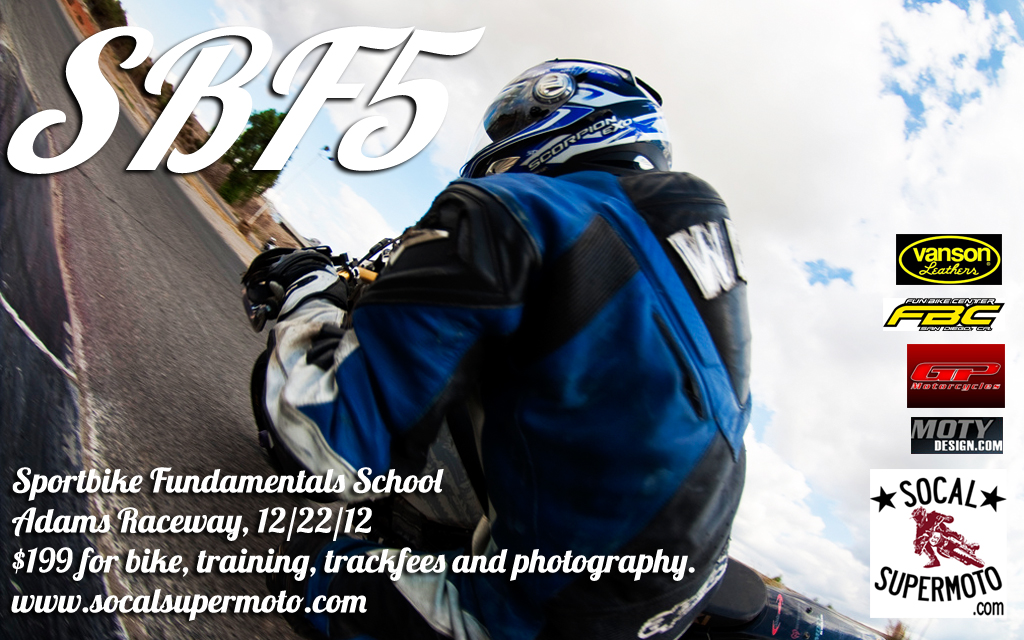 SBF5
SCORPION
EXO
vanson
Leathers
FUN BIKE CENTER
FBC
SAN DIEGO, CA.
GP
Motorcycles
MOTY
DESIGN.COM
Sportbike Fundamentals School
Adams Raceway, 12/22/12
$199 for bike, training, trackfees and photography.
www.socalsupermoto.com
SOCAL
SUPERMOTO
.com